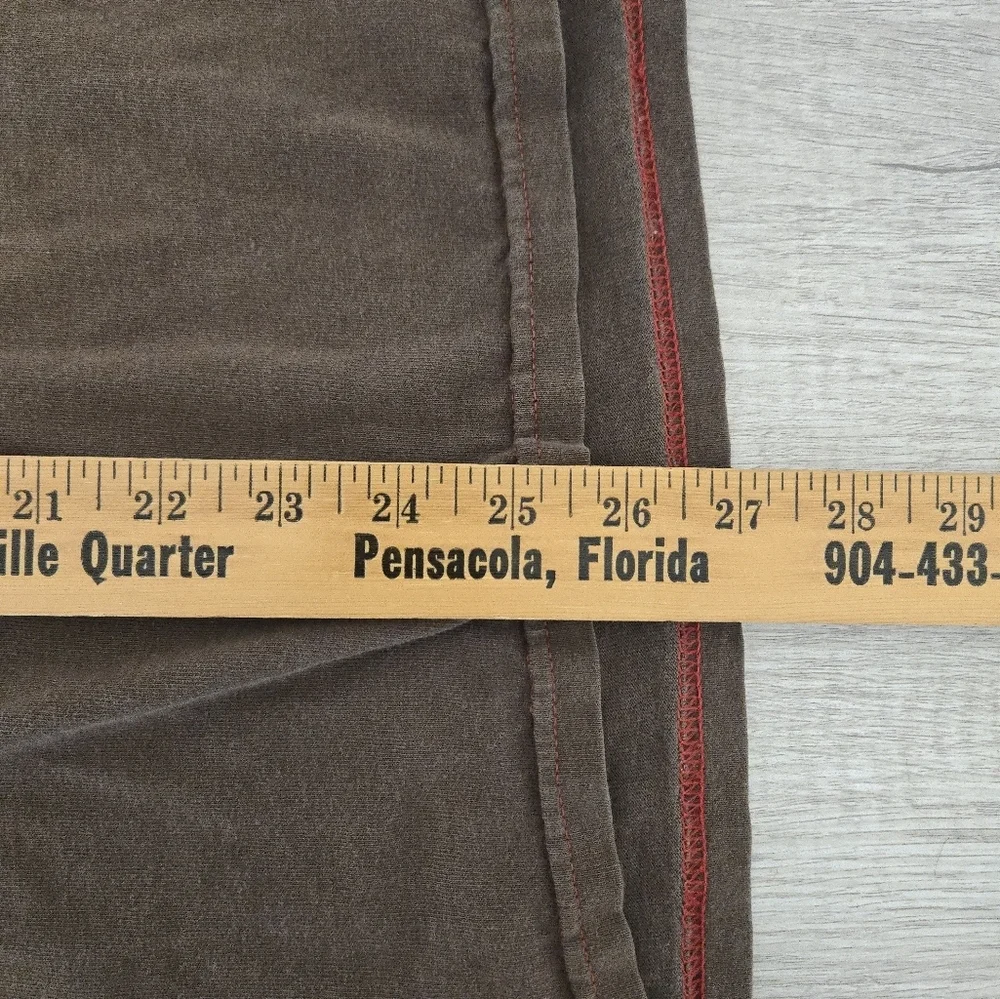 21 22 23 24 25 26 27 28 29
ille Quarter Pensacola, Florida 904-433-